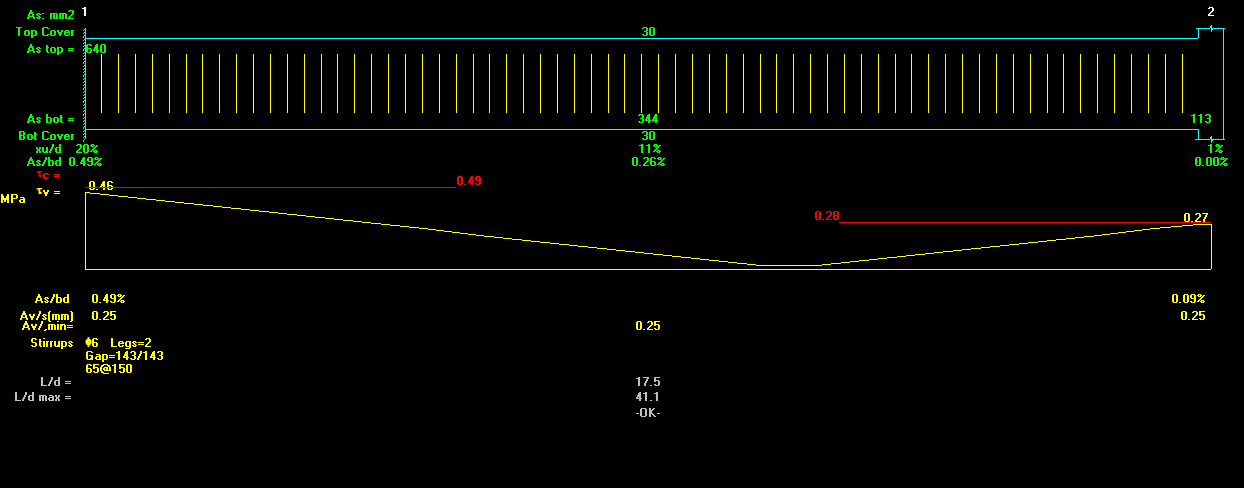 1 2
As: mm2
Top Cover 30
As top = 640
As bot = 344 113
Bot Cover 30
xu/d 20% 11% 1%
As/bd 0.49% 0.26% 0.00%
τc = 0.49
τv = 0.46
MPa
0.28 0.27
As/bd 0.49% 0.09%
Av/s(mm) 0.25 0.25
Av/,min= 0.25
Stirrups ϕ6 Legs=2
Gap=143/143
65@150
L/d = 17.5
L/d max = 41.1
-OK-